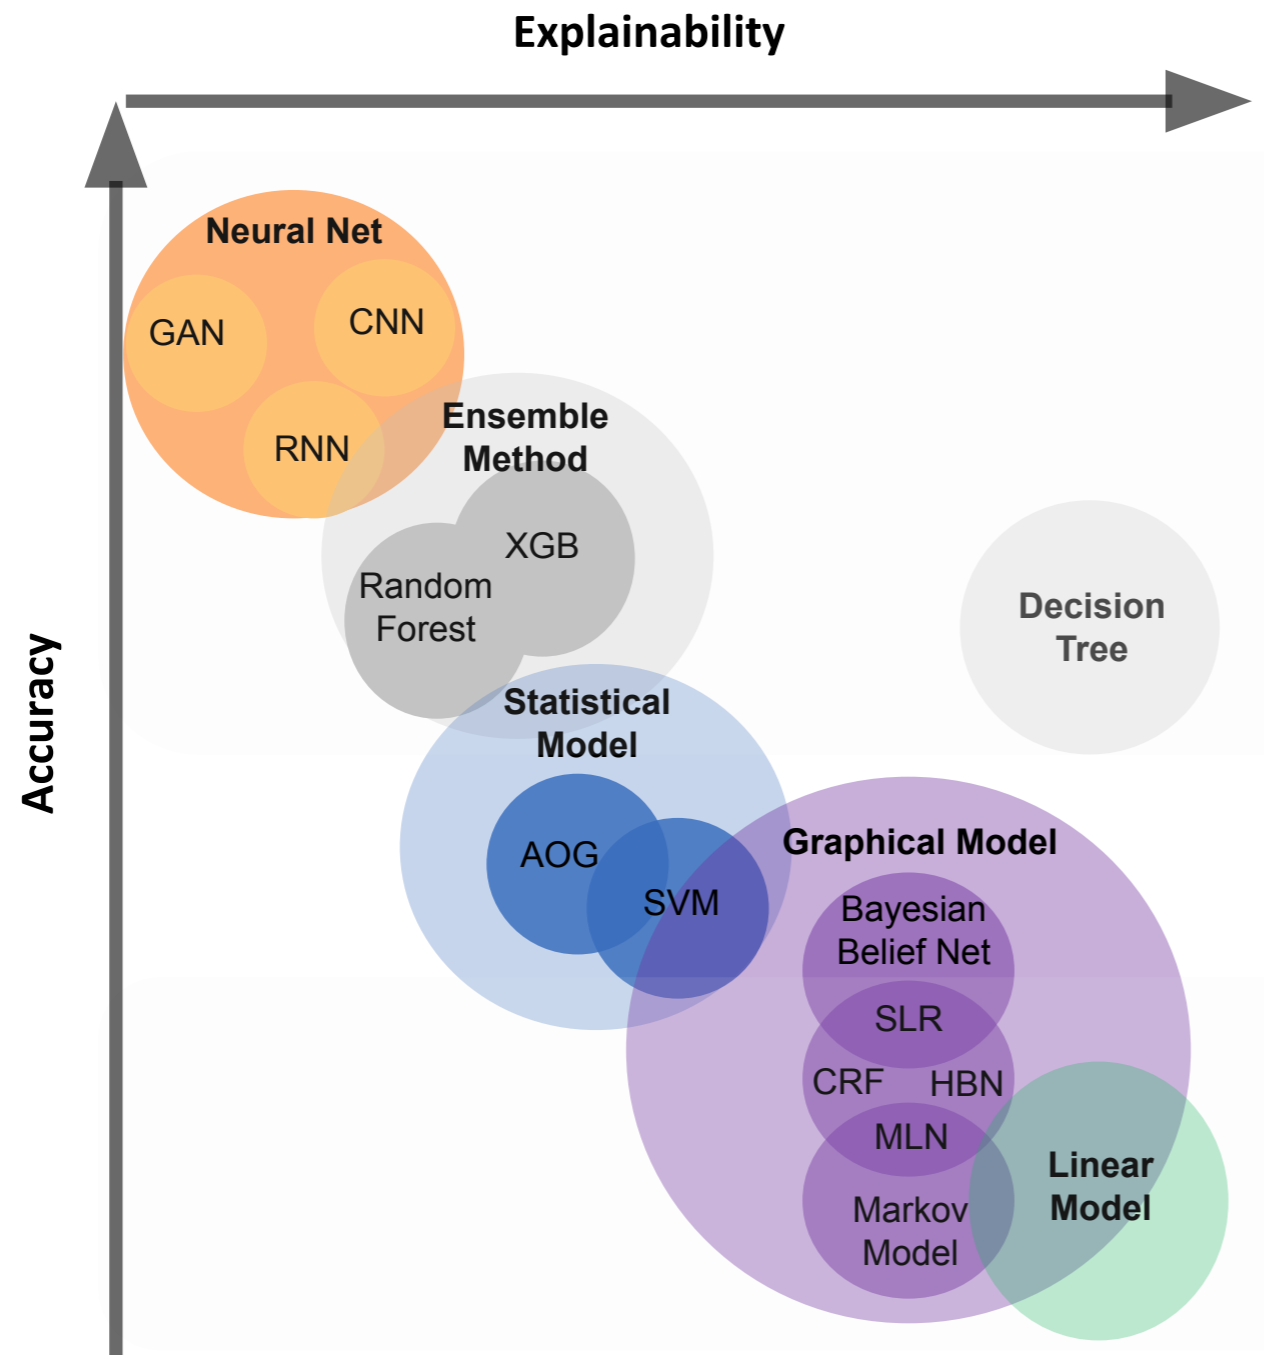 Explainability
Accuracy
Neural Net
GAN
CNN
RNN
Ensemble
Method
XGB
Random
Forest
Decision
Tree
Statistical
Model
AOG
SVM
Graphical Model
Bayesian
Belief Net
SLR
CRF
HBN
MLN
Markov
Model
Linear
Model